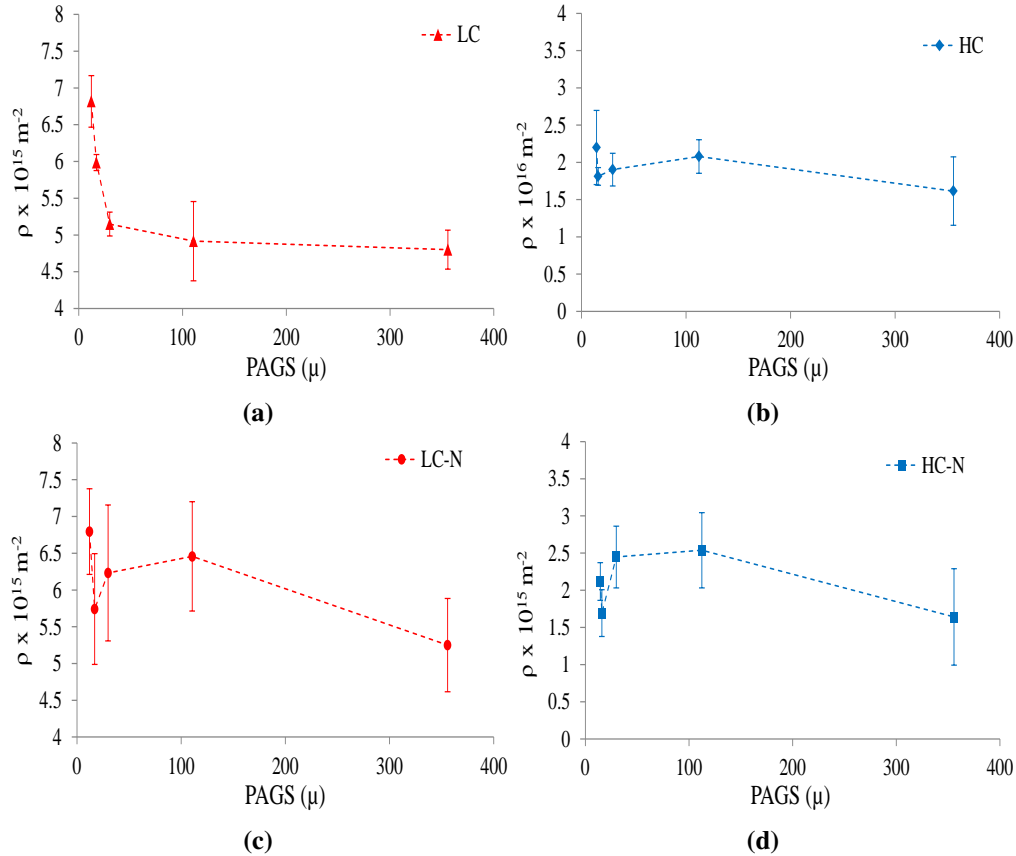 8
7.5
7
6.5
6
5.5
5
4.5
4
0 100 200 300 400
ρ x 10¹⁵ m⁻²
PAGS (μ)
LC
(a)
4
3.5
3
2.5
2
1.5
1
0.5
0
0 100 200 300 400
ρ x 10¹⁶ m⁻²
PAGS (μ)
HC
(b)
8
7.5
7
6.5
6
5.5
5
4.5
4
0 100 200 300 400
ρ x 10¹⁵ m⁻²
PAGS (μ)
LC-N
(c)
4
3.5
3
2.5
2
1.5
1
0.5
0
0 100 200 300 400
ρ x 10¹⁵ m⁻²
PAGS (μ)
HC-N
(d)